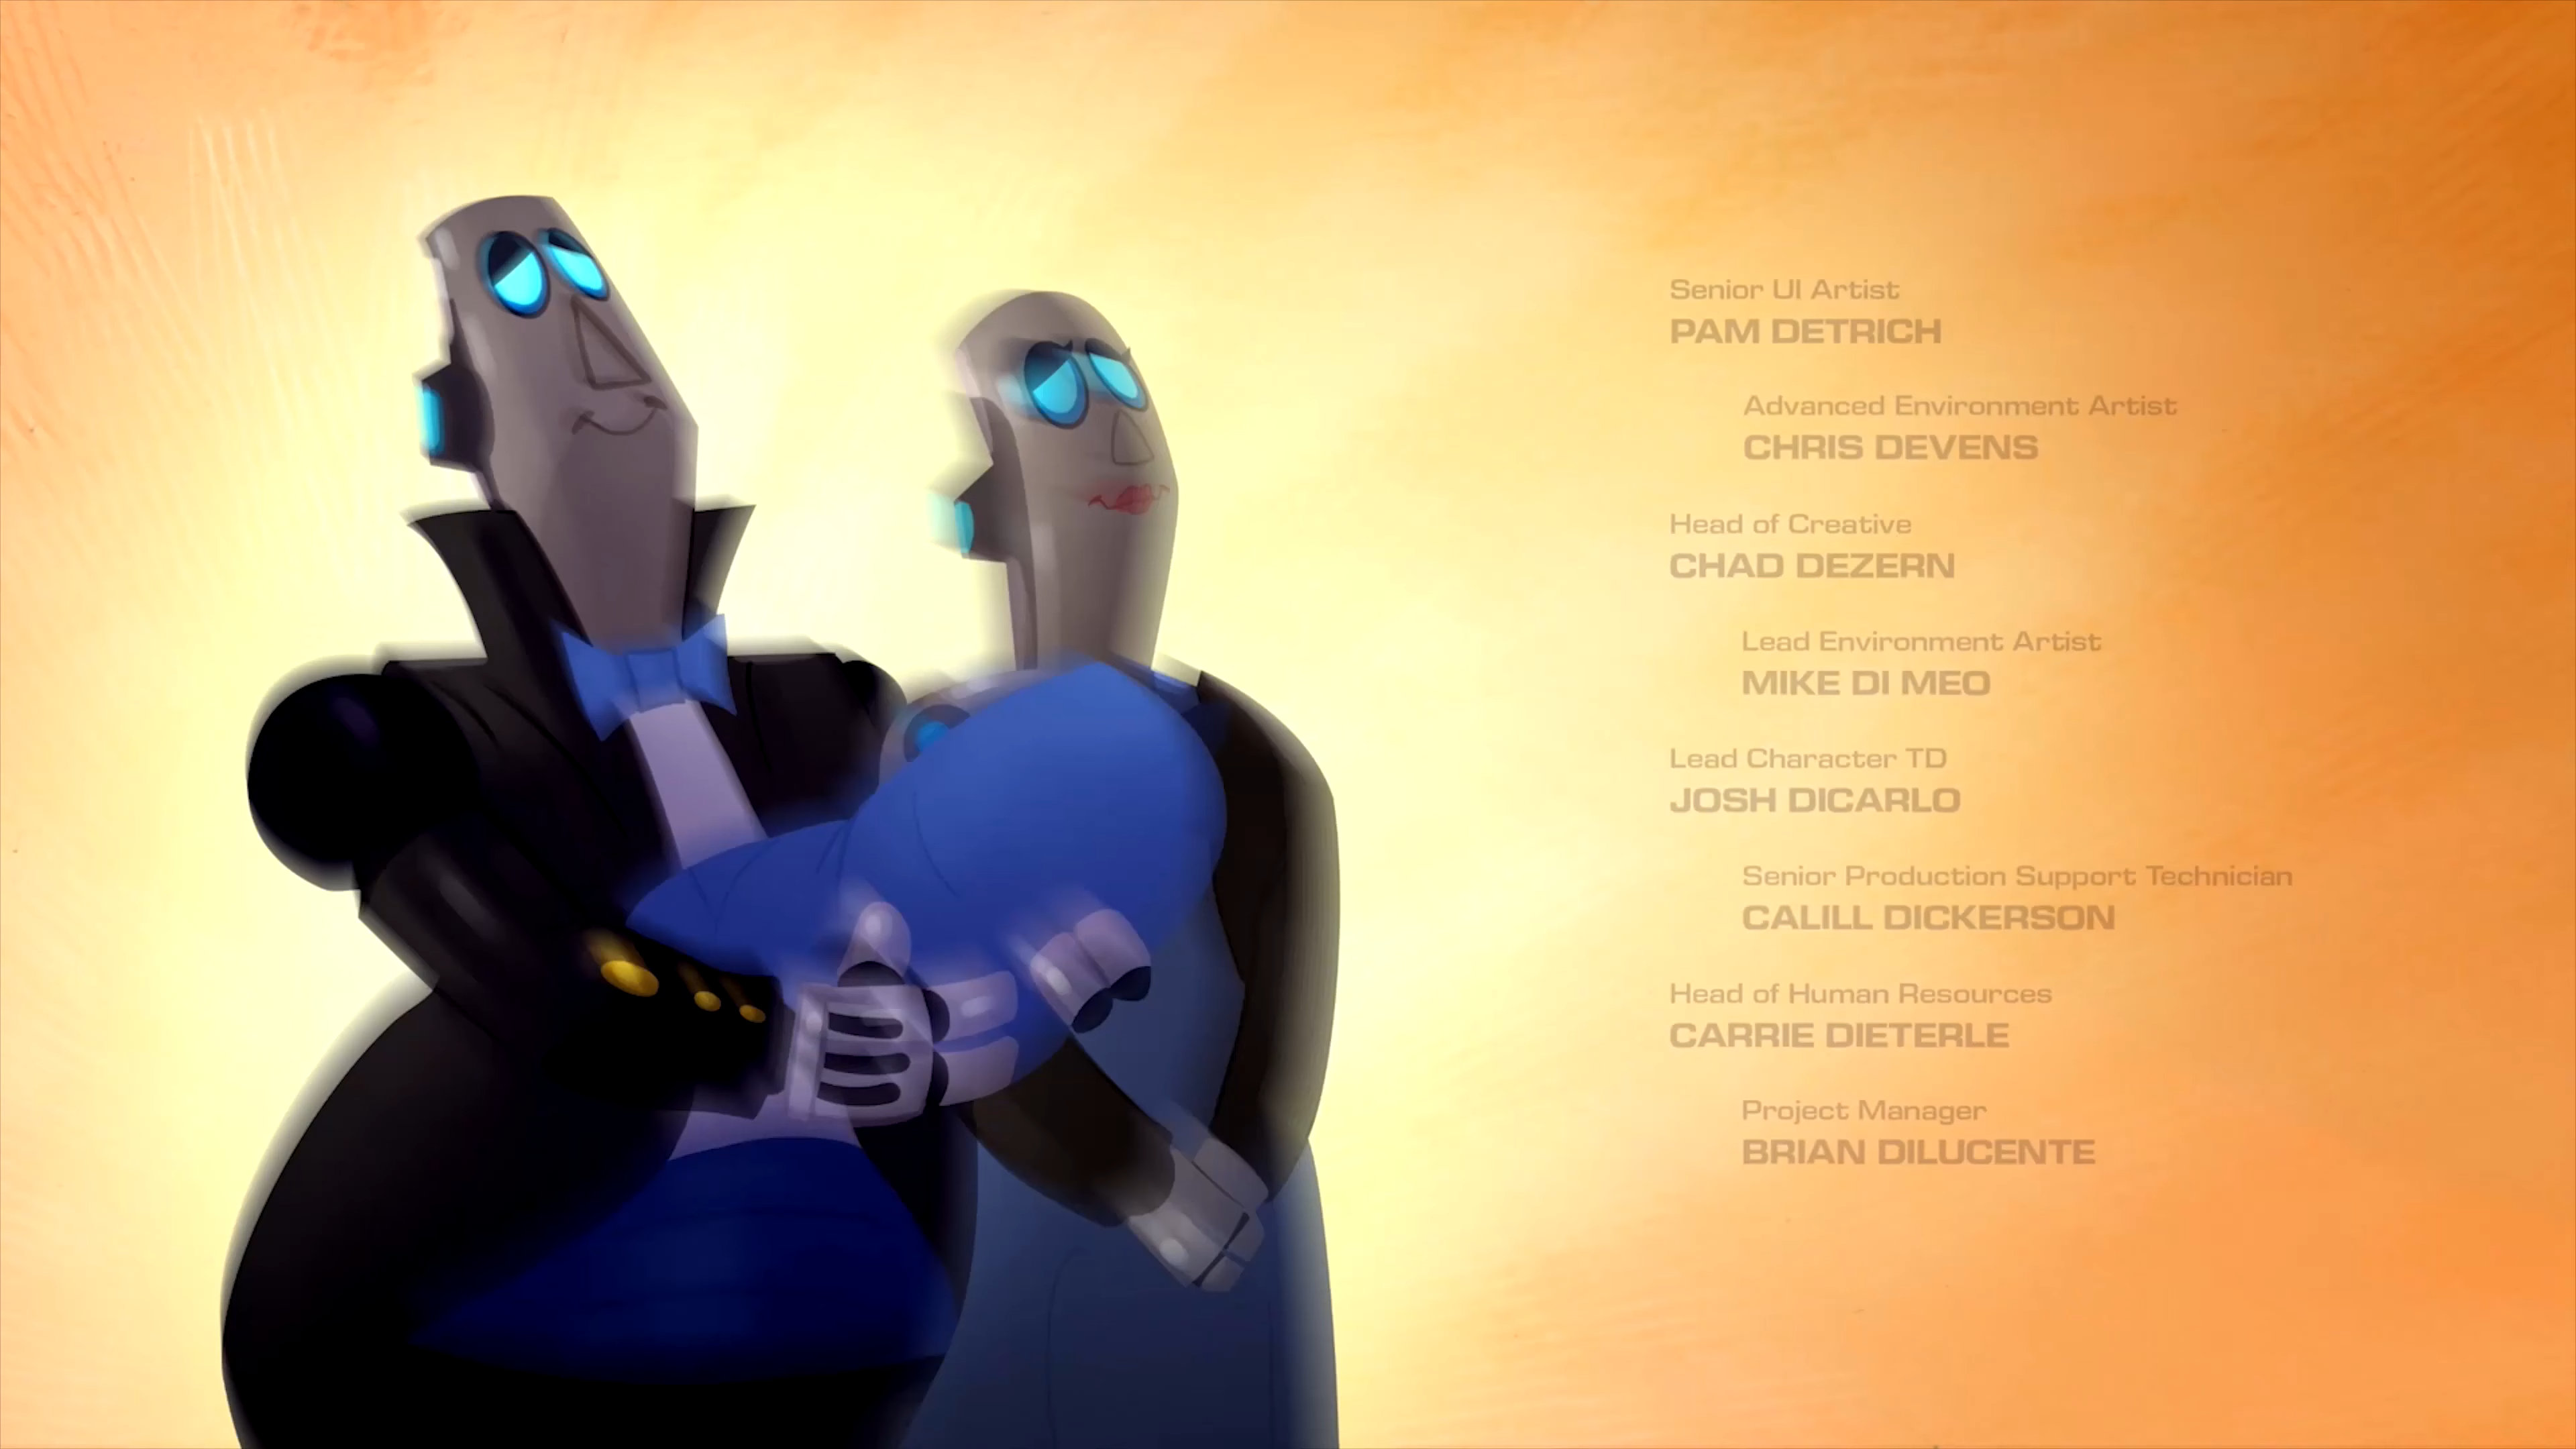 Senior UI Artist
PAM DETRICH
Advanced Environment Artist
CHRIS DEVENS
Head of Creative
CHAD DEZERN
Lead Environment Artist
MIKE DI MEO
Lead Character TD
JOSH DICARLO
Senior Production Support Technician
CALILL DICKERSON
Head of Human Resources
CARRIE DIETERLE
Project Manager
BRIAN DILUCENTE